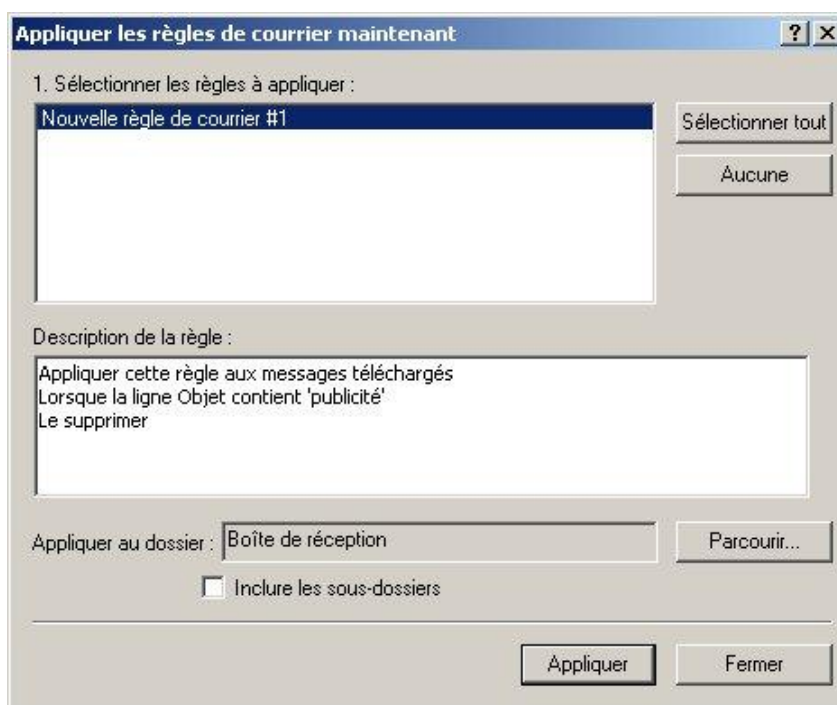 Appliquer les règles de courrier maintenant
1. Sélectionner les règles à appliquer :
Nouvelle règle de courrier #1
Sélectionner tout
Aucune
Description de la règle :
Appliquer cette règle aux messages téléchargés
Lorsque la ligne Objet contient 'publicité'
Le supprimer
Appliquer au dossier : Boîte de réception
Parcourir...
Inclure les sous-dossiers
Appliquer
Fermer